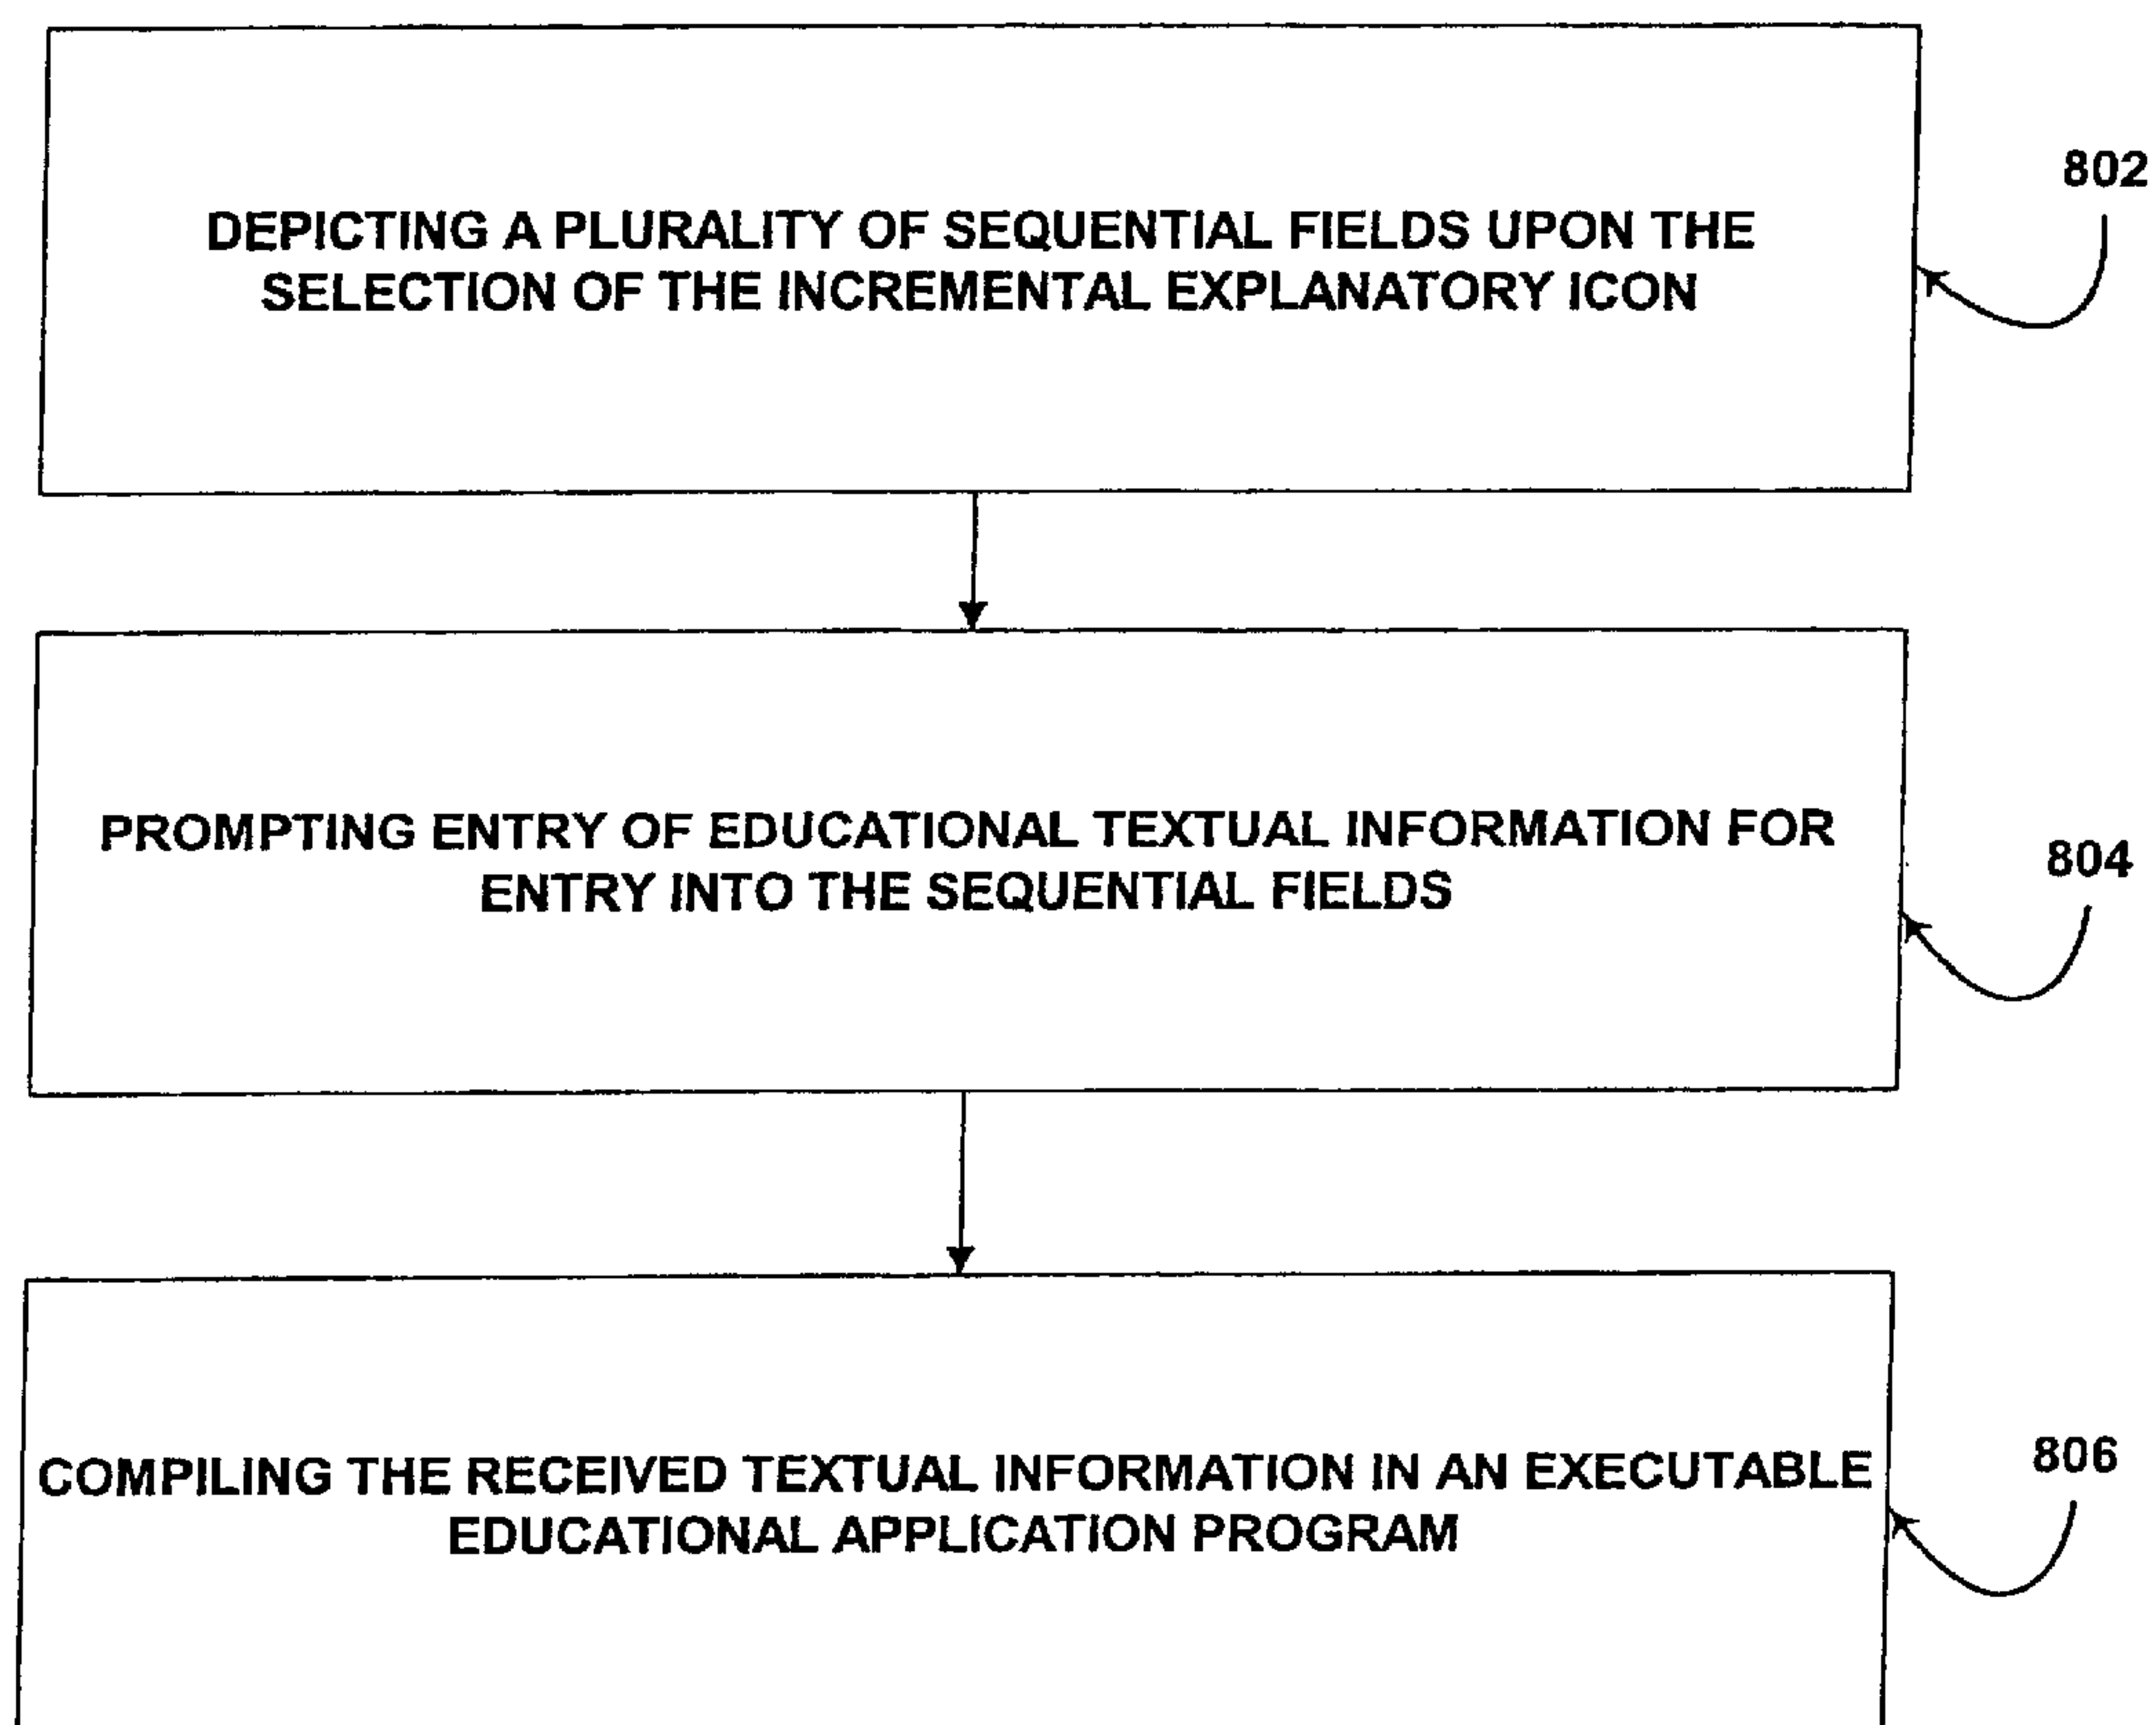 DEPICTING A PLURALITY OF SEQUENTIAL FIELDS UPON THE
SELECTION OF THE INCREMENTAL EXPLANATORY ICON
802
PROMPTING ENTRY OF EDUCATIONAL TEXTUAL INFORMATION FOR
ENTRY INTO THE SEQUENTIAL FIELDS
804
COMPILING THE RECEIVED TEXTUAL INFORMATION IN AN EXECUTABLE
EDUCATIONAL APPLICATION PROGRAM
806